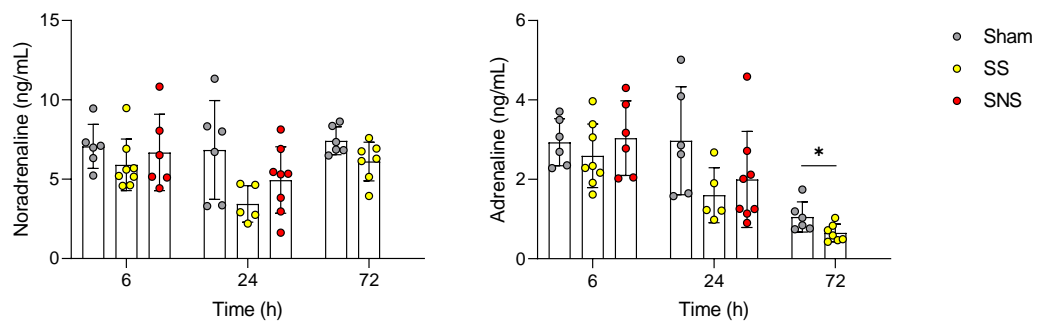 Noradrenaline (ng/mL)
15
10
5
0
6
24
72
Time (h)
Adrenaline (ng/mL)
6
4
2
0
*
6
24
72
Time (h)
Sham
SS
SNS